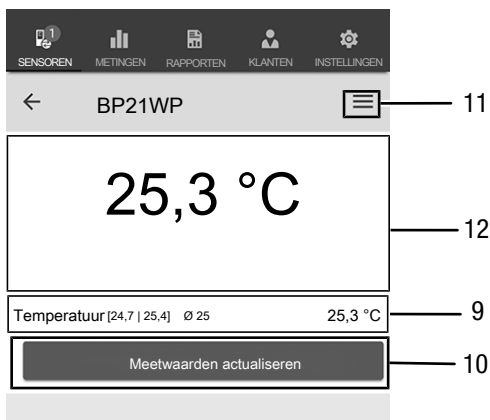 1
SENSOREN METINGEN RAPPORTEN KLANTEN INSTELLINGEN
BP21WP 11
25,3 °C
12
Temperatuur [24,7 | 25,4] Ø 25 25,3 °C 9
Meetwaarden actualiseren 10